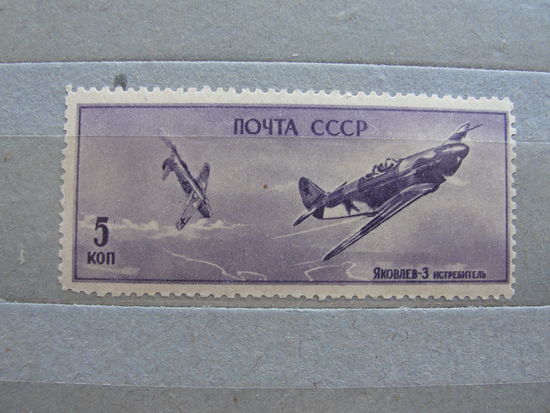 ПОЧТА СССР
5
КОП
ЯКОВЛЕВ-3 ИСТРЕБИТЕЛЬ